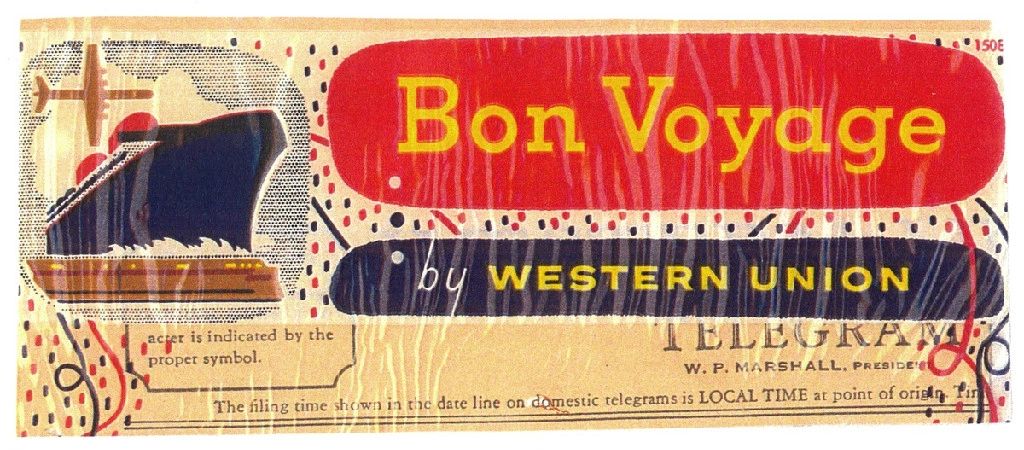 150E
Bon Voyage
by WESTERN UNION
TELEGRAM
acter is indicated by the
proper symbol.
W. P. MARSHALL, PRESIDENT
The filing time shown in the date line on domestic telegrams is LOCAL TIME at point of origin. Tim